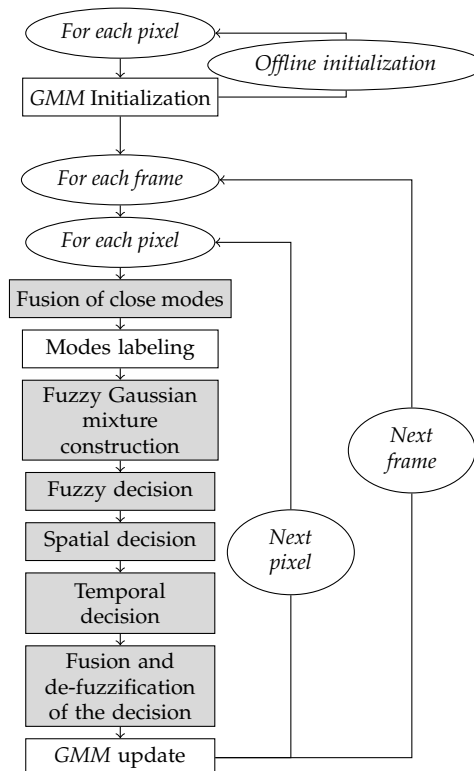 For each pixel
Offline initialization
GMM Initialization
For each frame
For each pixel
Fusion of close modes
Modes labeling
Fuzzy Gaussian
mixture
construction
Next
frame
Fuzzy decision
Spatial decision
Next
pixel
Temporal
decision
Fusion and
de-fuzzification
of the decision
GMM update